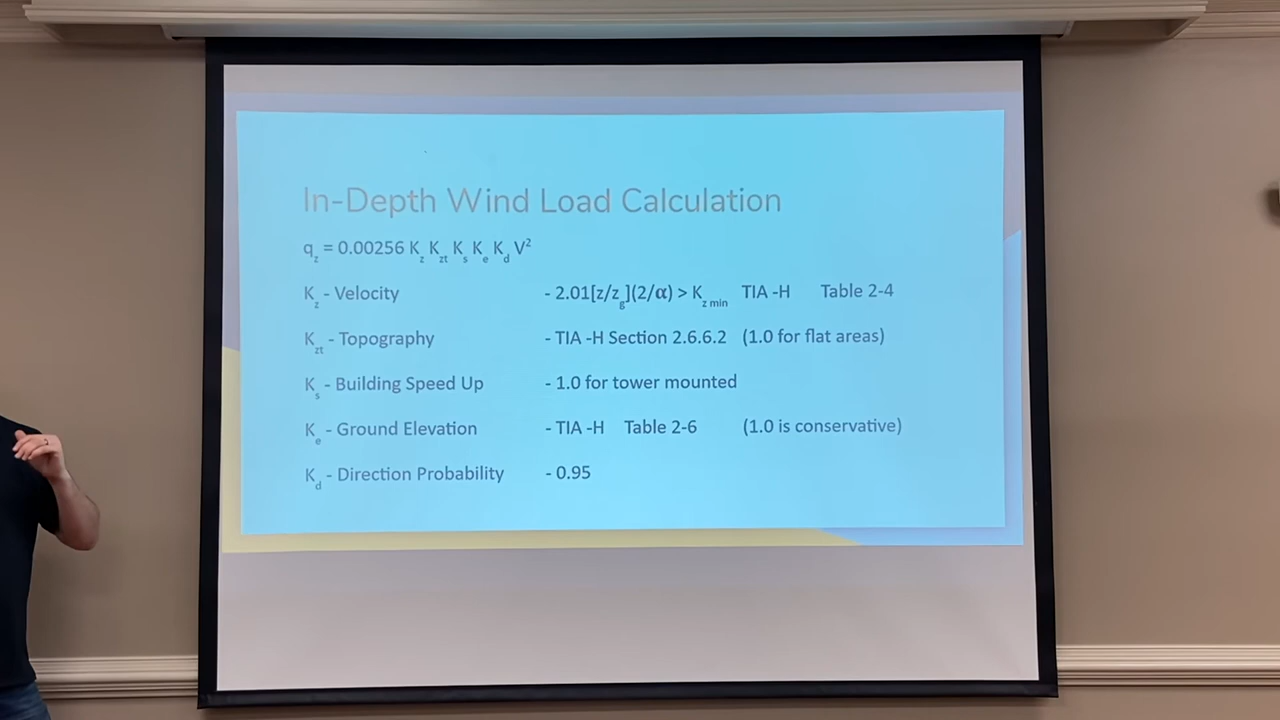 In-Depth Wind Load Calculation
q_z = 0.00256 K_z K_zt K_s K_e K_d V²
K_z - Velocity - 2.01[z/z_g](2/α) > K_z min TIA -H Table 2-4
K_zt - Topography - TIA -H Section 2.6.6.2 (1.0 for flat areas)
K_s - Building Speed Up - 1.0 for tower mounted
K_e - Ground Elevation - TIA -H Table 2-6 (1.0 is conservative)
K_d - Direction Probability - 0.95